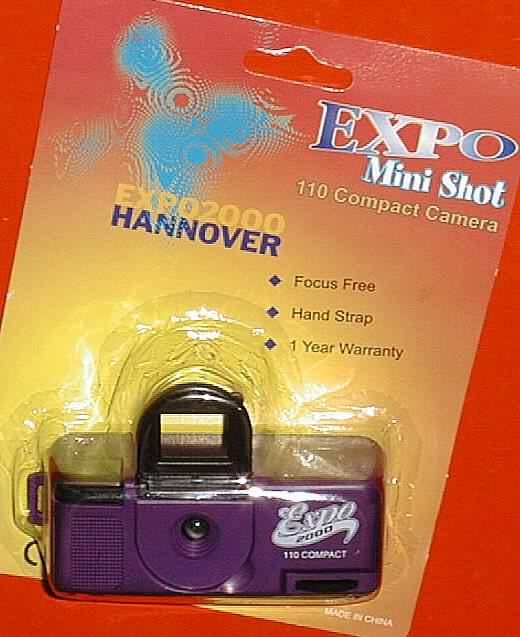 EXPO
Mini Shot
110 Compact Camera
EXPO2000
HANNOVER
Focus Free
Hand Strap
1 Year Warranty
Expo
2000
110 COMPACT
MADE IN CHINA